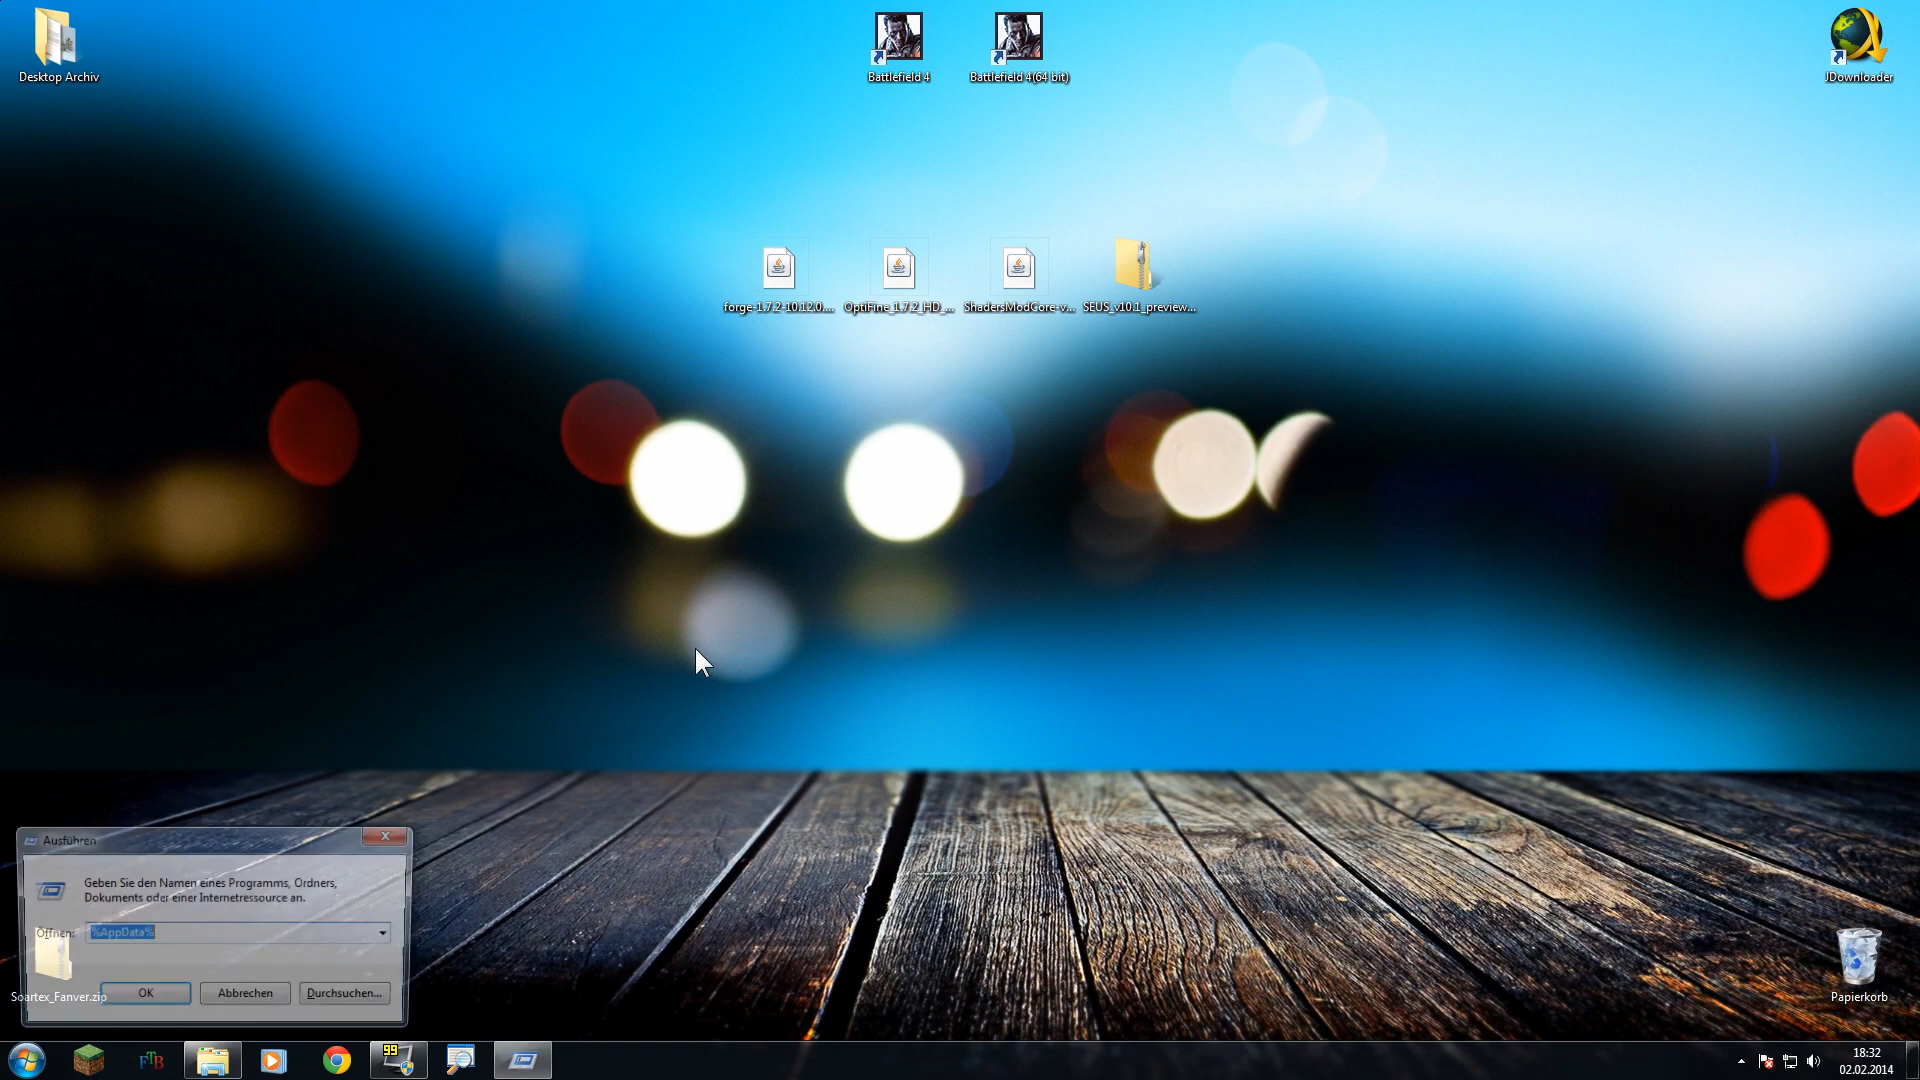 Desktop Archiv
Battlefield 4
Battlefield 4(64 bit)
JDownloader
forge-1.7.2-10.12.0....
OptiFine_1.7.2_HD_...
ShadersModCore-v...
SEUS_v10.1_preview...
Ausführen
Geben Sie den Namen eines Programms, Ordners,
Dokuments oder einer Internetressource an.
Öffnen:
%AppData%
OK
Abbrechen
Durchsuchen...
Soartex_Fanver.zip
Papierkorb
FTB
99
18:32
02.02.2014